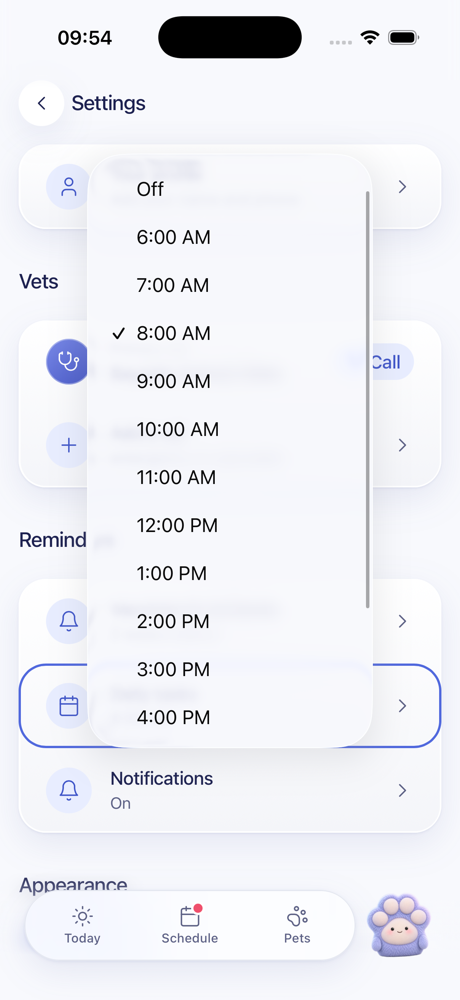 09:54
Settings
Off
6:00 AM
7:00 AM
8:00 AM
9:00 AM
10:00 AM
11:00 AM
12:00 PM
1:00 PM
2:00 PM
3:00 PM
4:00 PM
Vets
Call
Remind
Notifications
On
Appearance
Today
Schedule
Pets